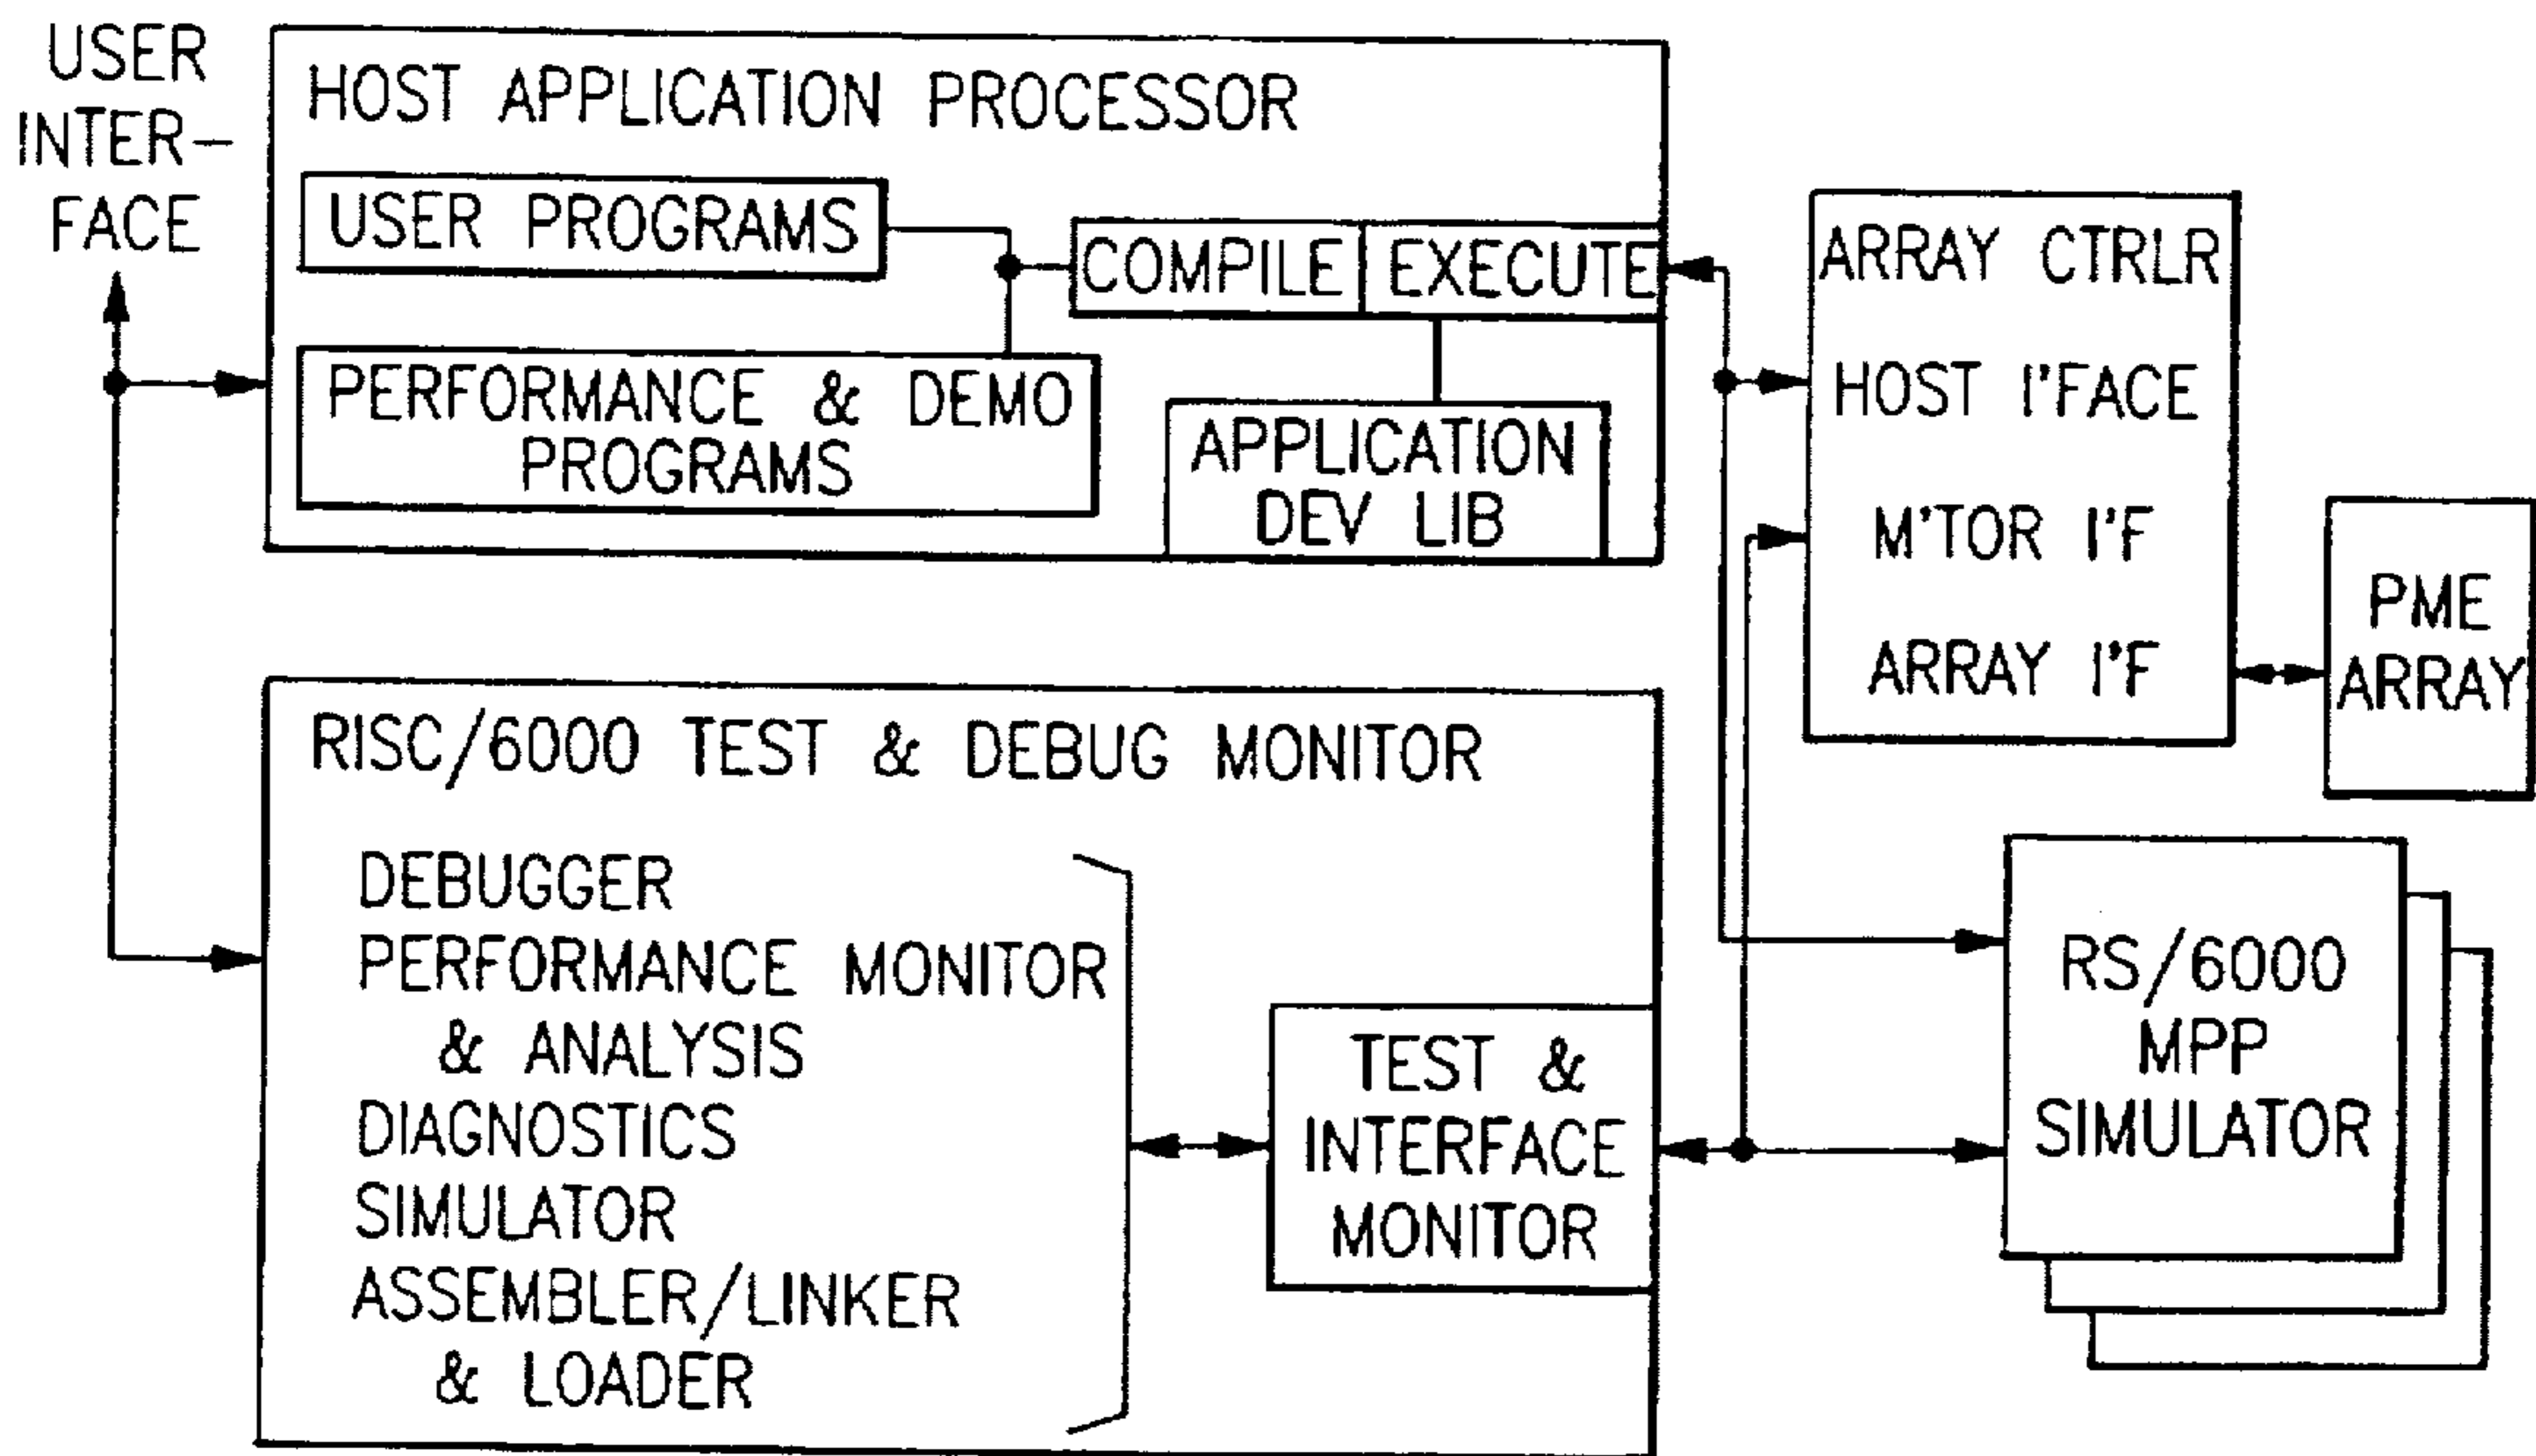 USER
INTER-
FACE
HOST APPLICATION PROCESSOR
USER PROGRAMS
COMPILE
EXECUTE
PERFORMANCE & DEMO
PROGRAMS
APPLICATION
DEV LIB
ARRAY CTRLR
HOST I'FACE
M'TOR I'F
ARRAY I'F
PME
ARRAY
RISC/6000 TEST & DEBUG MONITOR
DEBUGGER
PERFORMANCE MONITOR
& ANALYSIS
DIAGNOSTICS
SIMULATOR
ASSEMBLER/LINKER
& LOADER
TEST &
INTERFACE
MONITOR
RS/6000
MPP
SIMULATOR